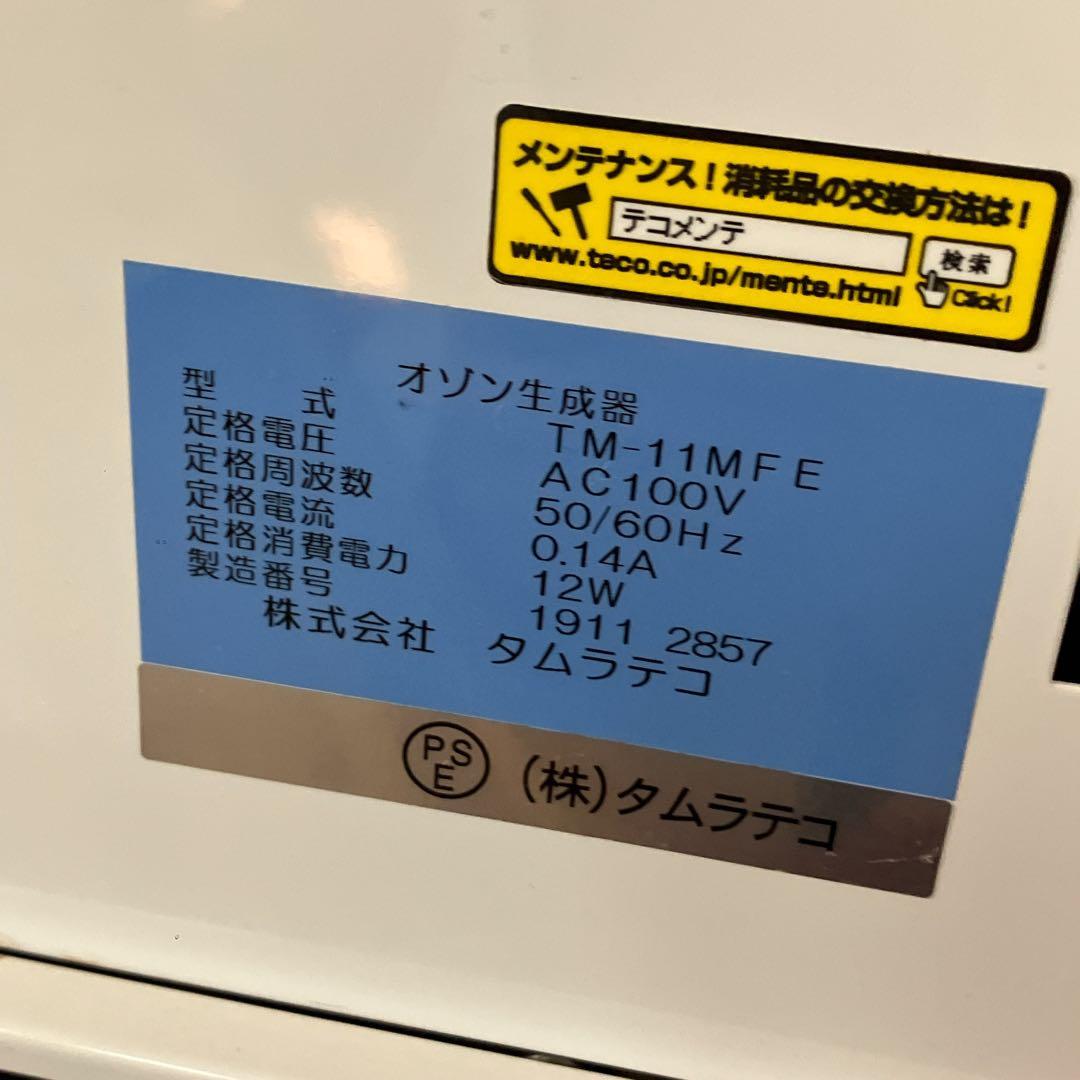 メンテナンス！消耗品の交換方法は！
テコメンテ 検索
www.teco.co.jp/mente.html Click!
オゾン生成器
型式 TM-11MFE
定格電圧 AC100V
定格周波数 50/60Hz
定格電流 0.14A
定格消費電力 12W
製造番号 1911 2857
株式会社 タムラテコ
PSE (株)タムラテコ